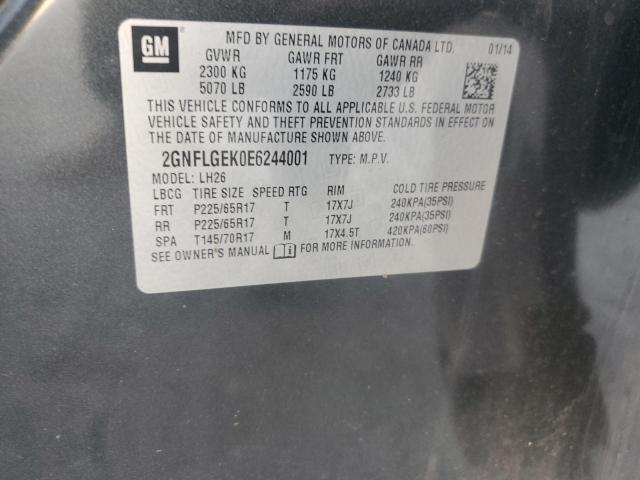 GM MFD BY GENERAL MOTORS OF CANADA LTD. 01/14
GVWR GAWR FRT GAWR RR
2300 KG 1175 KG 1240 KG
5070 LB 2590 LB 2733 LB
THIS VEHICLE CONFORMS TO ALL APPLICABLE U.S. FEDERAL MOTOR
VEHICLE SAFETY AND THEFT PREVENTION STANDARDS IN EFFECT ON
THE DATE OF MANUFACTURE SHOWN ABOVE.
2GNFLGEK0E6244001 TYPE: M.P.V.
MODEL: LH26
LBCG TIRE SIZE SPEED RTG RIM COLD TIRE PRESSURE
FRT P225/65R17 T 17X7J 240KPA(35PSI)
RR P225/65R17 T 17X7J 240KPA(35PSI)
SPA T145/70R17 M 17X4.5T 420KPA(60PSI)
SEE OWNER'S MANUAL FOR MORE INFORMATION.